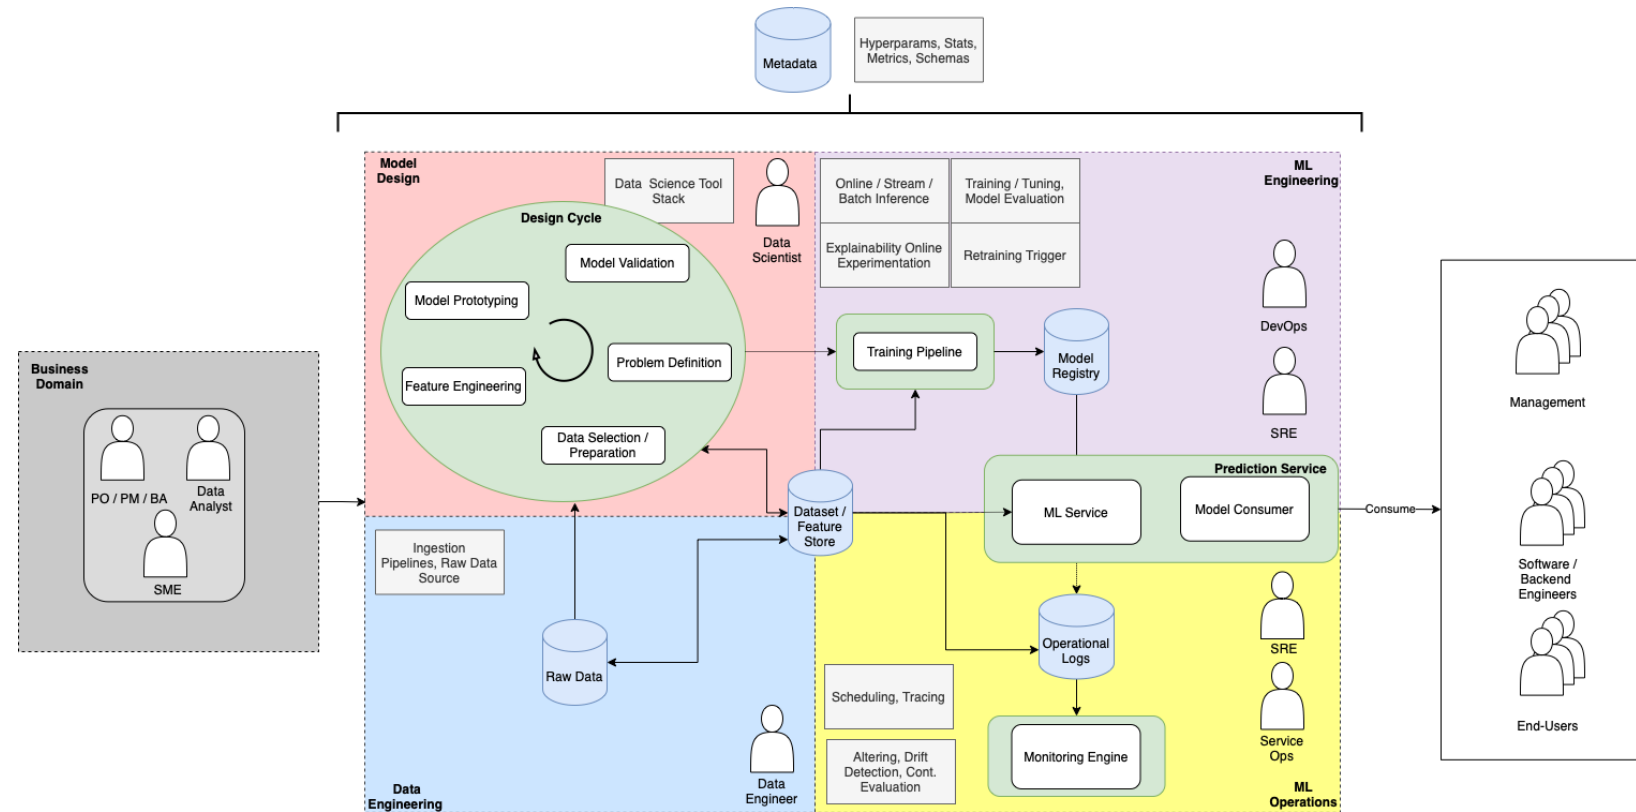 Metadata
Hyperparams, Stats,
Metrics, Schemas
Model
Design
Data Science Tool
Stack
Data
Scientist
Design Cycle
Model Validation
Model Prototyping
Problem Definition
Feature Engineering
Data Selection /
Preparation
Online / Stream /
Batch Inference
Training / Tuning,
Model Evaluation
Explainability Online
Experimentation
Retraining Trigger
ML
Engineering
DevOps
SRE
Training Pipeline
Model
Registry
Business
Domain
PO / PM / BA
Data
Analyst
SME
Dataset /
Feature
Store
Prediction Service
ML Service
Model Consumer
Consume
Management
Software /
Backend
Engineers
End-Users
Ingestion
Pipelines, Raw Data
Source
Raw Data
Data
Engineer
Data
Engineering
Operational
Logs
SRE
Service
Ops
Scheduling, Tracing
Altering, Drift
Detection, Cont.
Evaluation
Monitoring Engine
ML
Operations